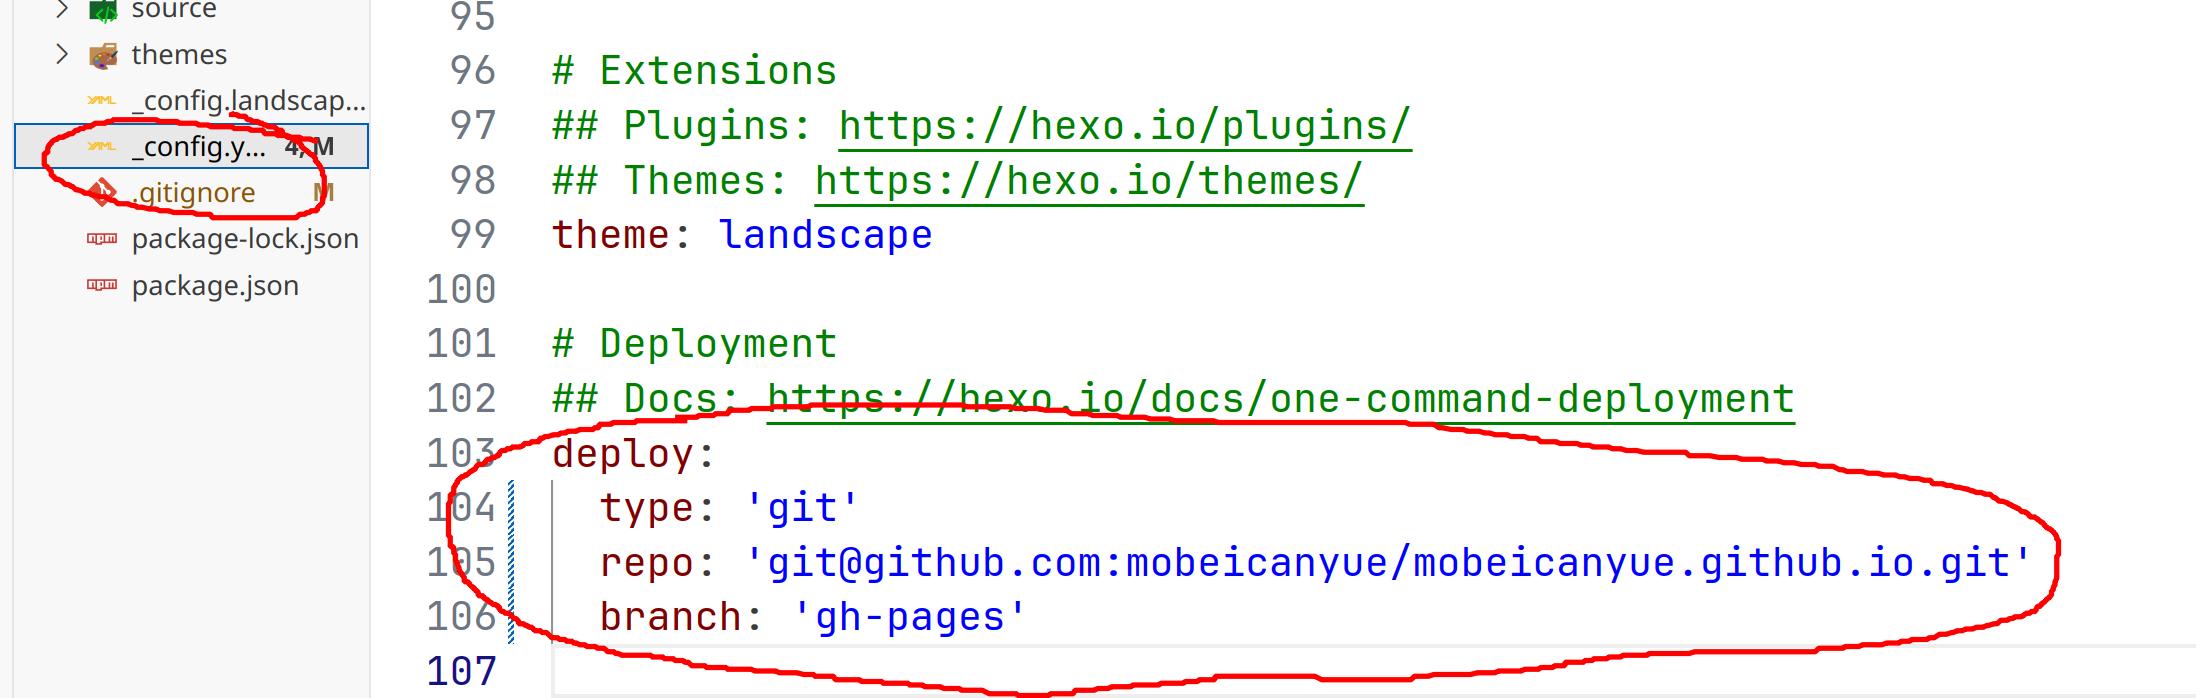 source
themes
_config.landscap...
_config.y... 4, M
.gitignore M
package-lock.json
package.json
95
96 # Extensions
97 ## Plugins: https://hexo.io/plugins/
98 ## Themes: https://hexo.io/themes/
99 theme: landscape
100
101 # Deployment
102 ## Docs: https://hexo.io/docs/one-command-deployment
103 deploy:
104 type: 'git'
105 repo: 'git@github.com:mobeicanyue/mobeicanyue.github.io.git'
106 branch: 'gh-pages'
107